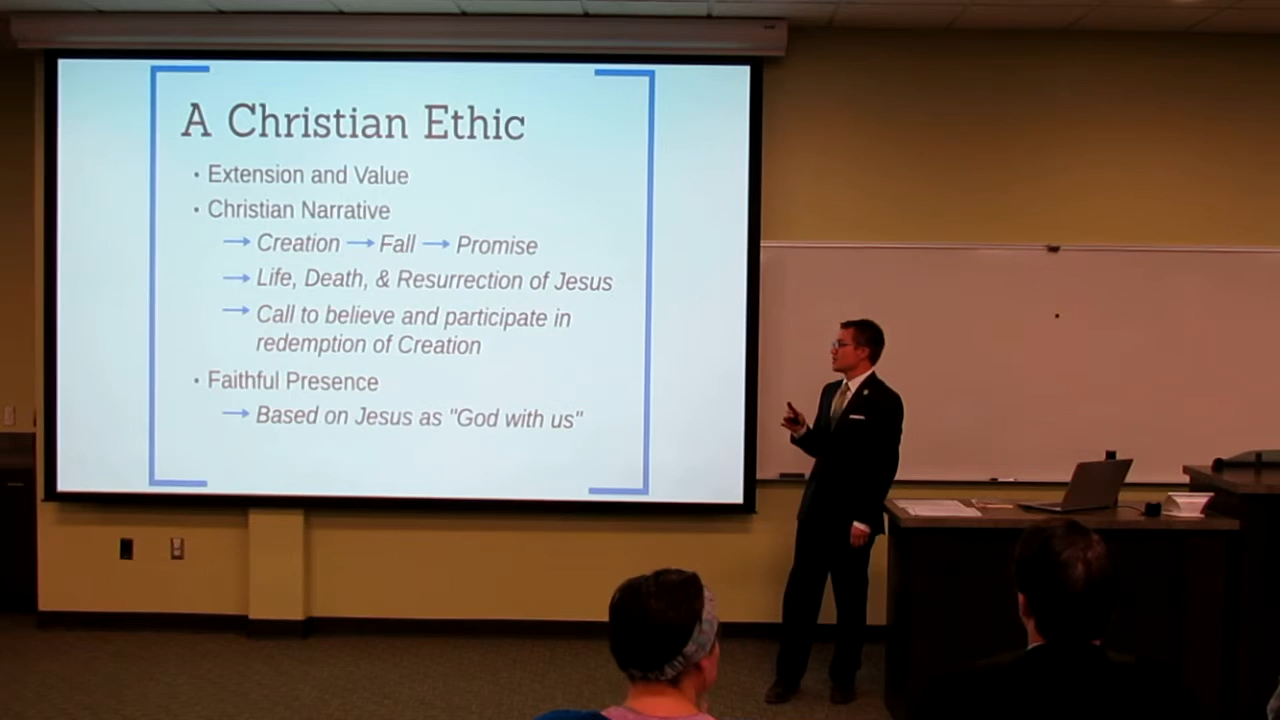 A Christian Ethic
• Extension and Value
• Christian Narrative
→ Creation → Fall → Promise
→ Life, Death, & Resurrection of Jesus
→ Call to believe and participate in
redemption of Creation
• Faithful Presence
→ Based on Jesus as "God with us"